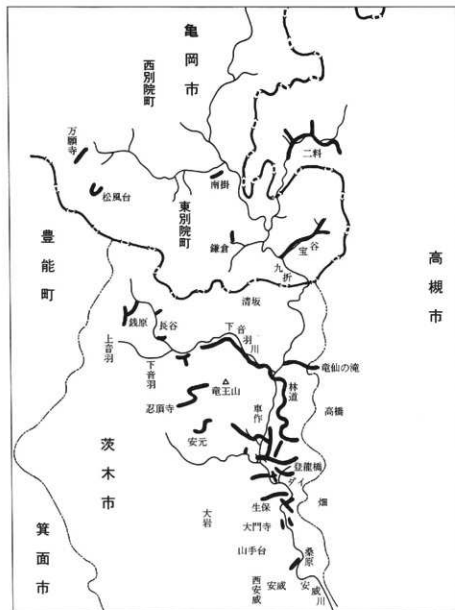 亀岡市
西別院町
万願寺
松風台
南掛
二料
東別院町
鎌倉
宝谷
九折
豊能町
高槻市
清坂
銭原
長谷
上音羽
下音羽
下音羽川
竜仙の滝
竜王山
忍頂寺
林道
車作
高橋
安元
茨木市
登龍橋
ダイ
生保
畑
大岩
大門寺
山手台
桑原
箕面市
西安威
安威
安威川